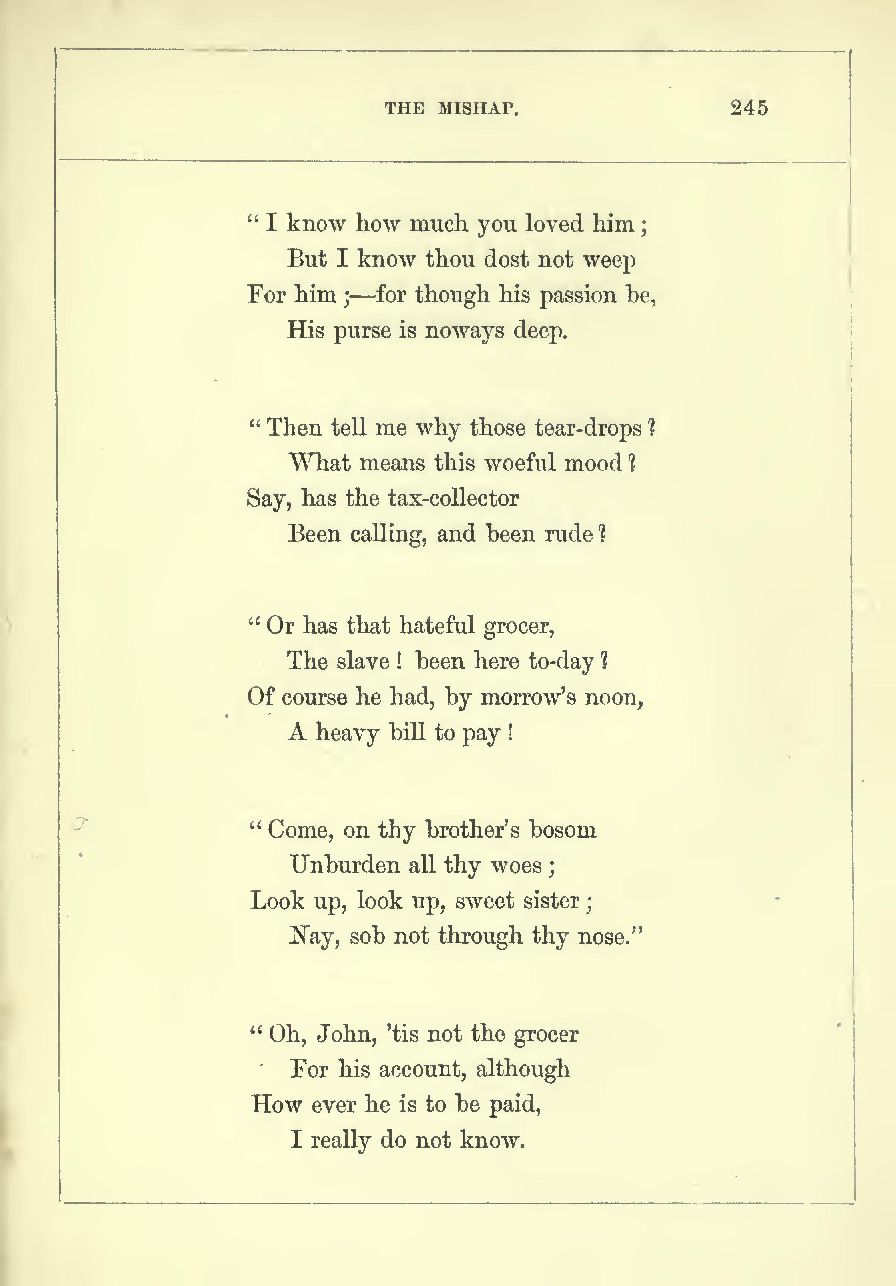 THE MISHAP. 245
“ I know how much you loved him ;
But I know thou dost not weep
For him ;—for though his passion be,
His purse is noways deep.
“ Then tell me why those tear-drops ?
What means this woeful mood ?
Say, has the tax-collector
Been calling, and been rude ?
“ Or has that hateful grocer,
The slave ! been here to-day ?
Of course he had, by morrow’s noon,
A heavy bill to pay !
“ Come, on thy brother’s bosom
Unburden all thy woes ;
Look up, look up, sweet sister ;
Nay, sob not through thy nose.”
“ Oh, John, ’tis not the grocer
For his account, although
How ever he is to be paid,
I really do not know.